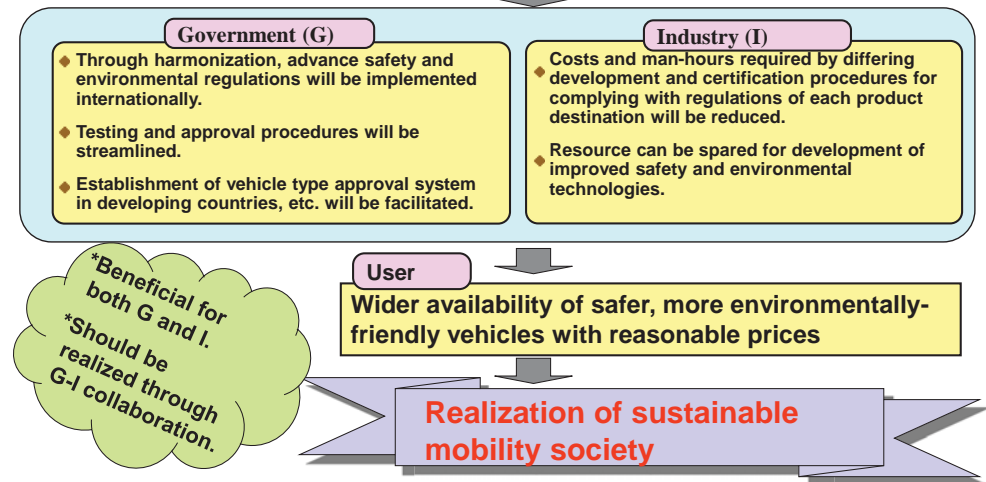 Government (G)
Through harmonization, advance safety and
environmental regulations will be implemented
internationally.
Testing and approval procedures will be
streamlined.
Establishment of vehicle type approval system
in developing countries, etc. will be facilitated.
Industry (I)
Costs and man-hours required by differing
development and certification procedures for
complying with regulations of each product
destination will be reduced.
Resource can be spared for development of
improved safety and environmental
technologies.
*Beneficial for
both G and I.
*Should be
realized through
G-I collaboration.
User
Wider availability of safer, more environmentally-
friendly vehicles with reasonable prices
Realization of sustainable
mobility society